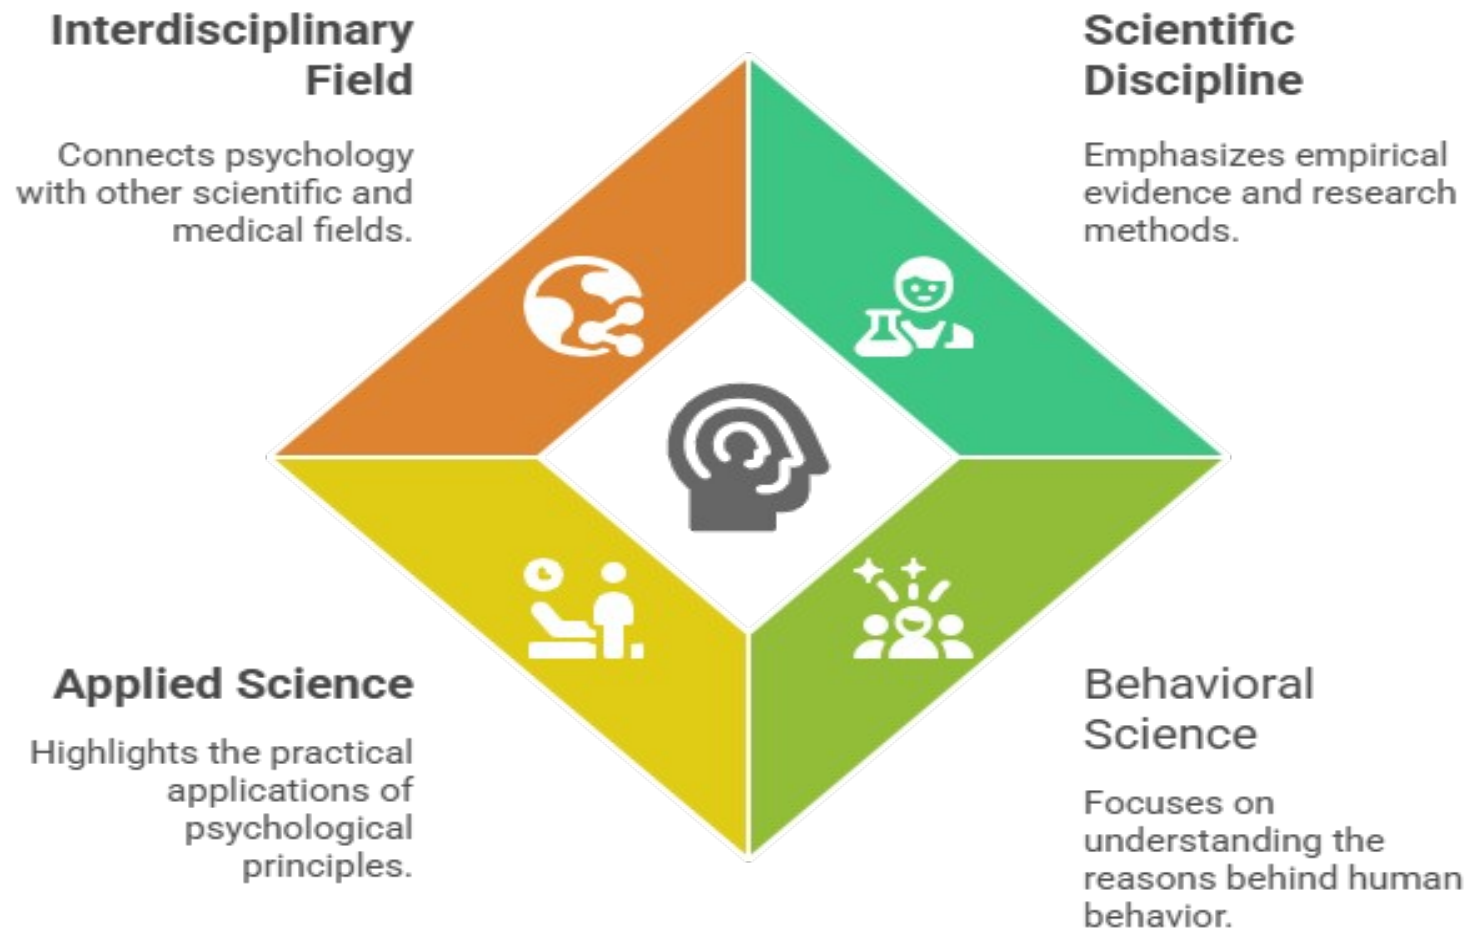 Interdisciplinary
Field
Connects psychology
with other scientific and
medical fields.
Scientific
Discipline
Emphasizes empirical
evidence and research
methods.
Applied Science
Highlights the practical
applications of
psychological
principles.
Behavioral
Science
Focuses on
understanding the
reasons behind human
behavior.